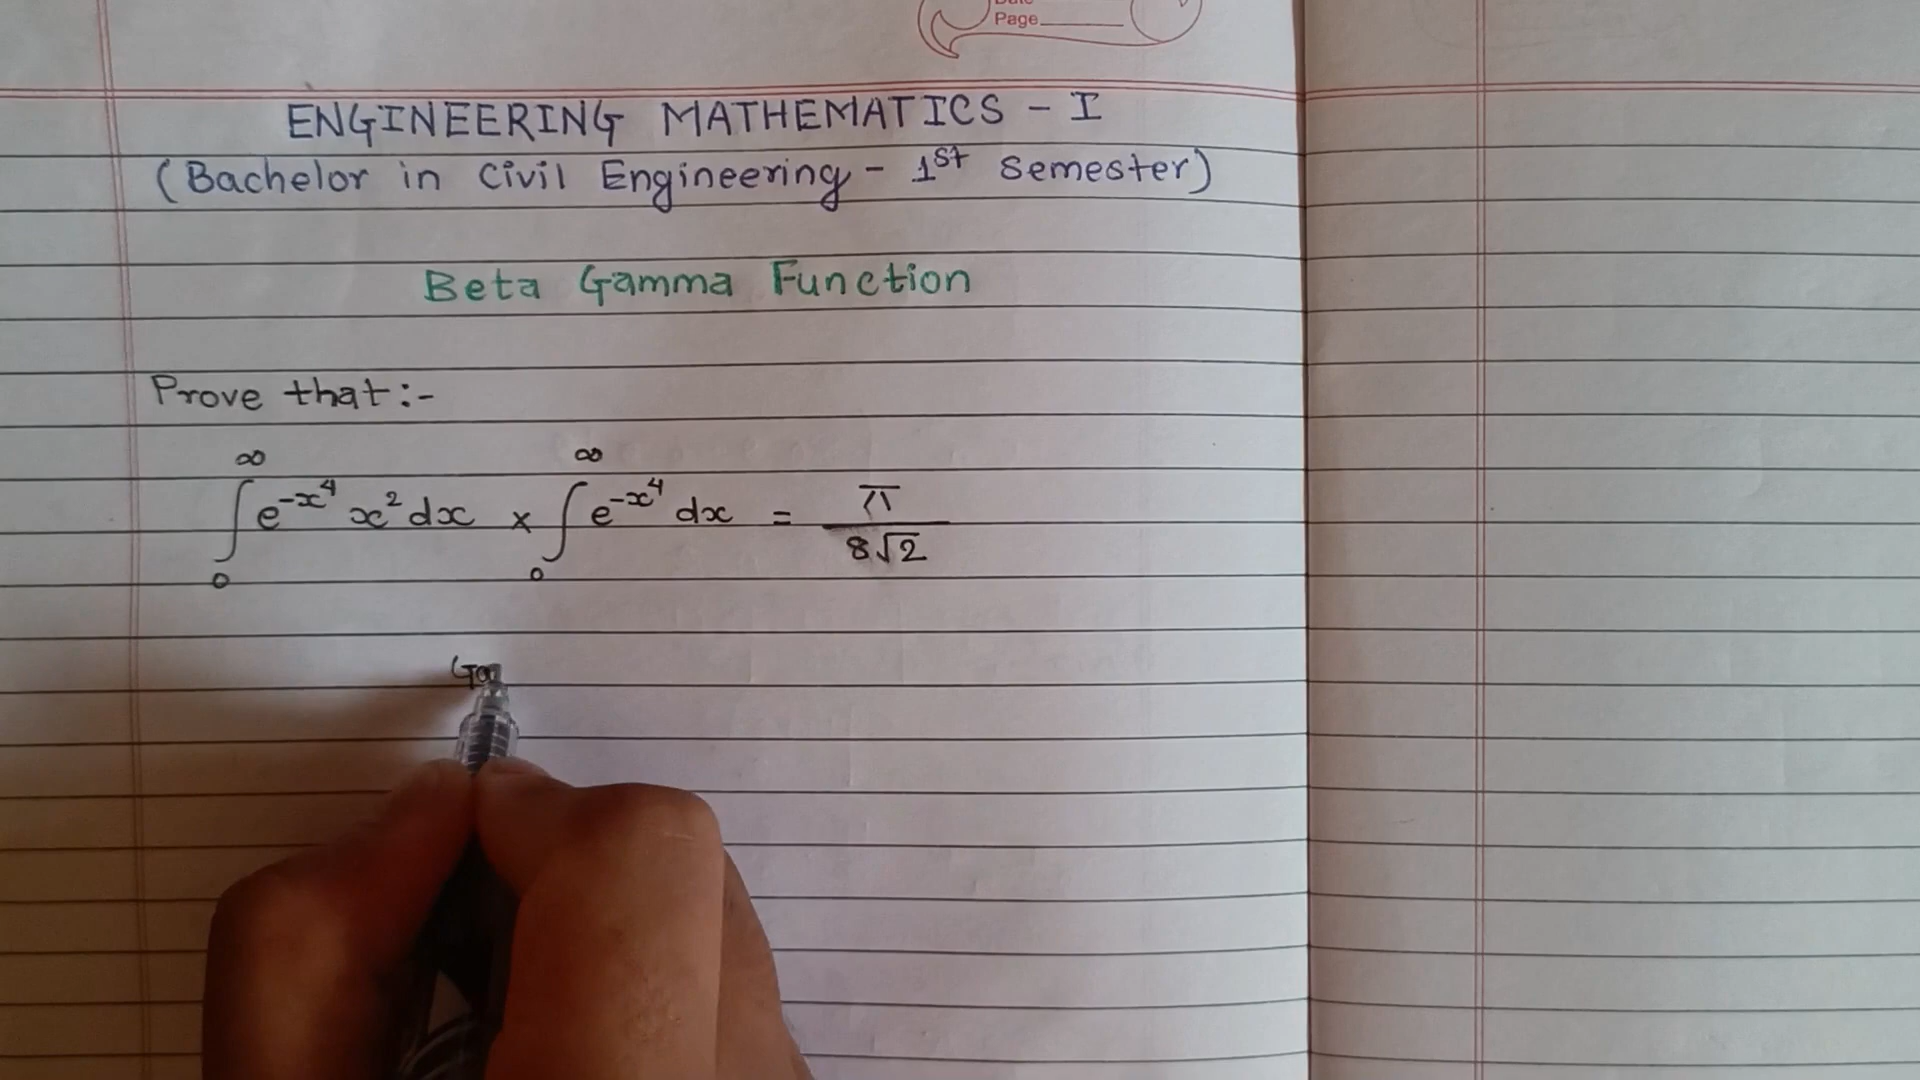 Page
ENGINEERING MATHEMATICS - I
(Bachelor in Civil Engineering - 1st Semester)
Beta Gamma Function
Prove that:-
∫₀^∞ e^{-x⁴} x² dx × ∫₀^∞ e^{-x⁴} dx = π / 8√2